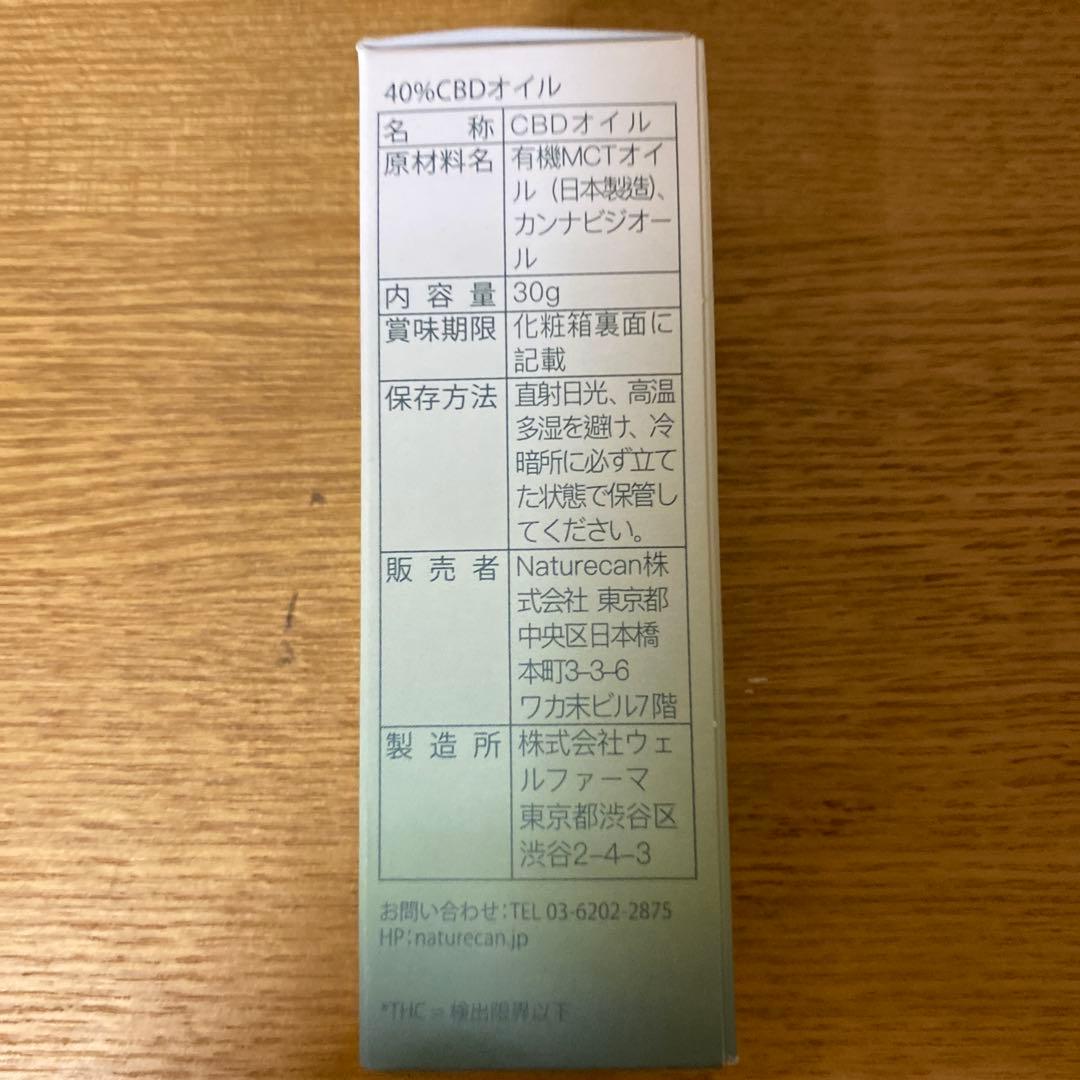 40%CBDオイル
名称 CBDオイル
原材料名 有機MCTオイ
ル（日本製造）、
カンナビジオー
ル
内容量 30g
賞味期限 化粧箱裏面に
記載
保存方法 直射日光、高温
多湿を避け、冷
暗所に必ず立て
た状態で保管し
てください。
販売者 Naturecan株
式会社 東京都
中央区日本橋
本町3-3-6
ワカ末ビル7階
製造所 株式会社ウェ
ルファーマ
東京都渋谷区
渋谷2-4-3
お問い合わせ：TEL 03-6202-2875
HP：naturecan.jp
*THC = 検出限界以下